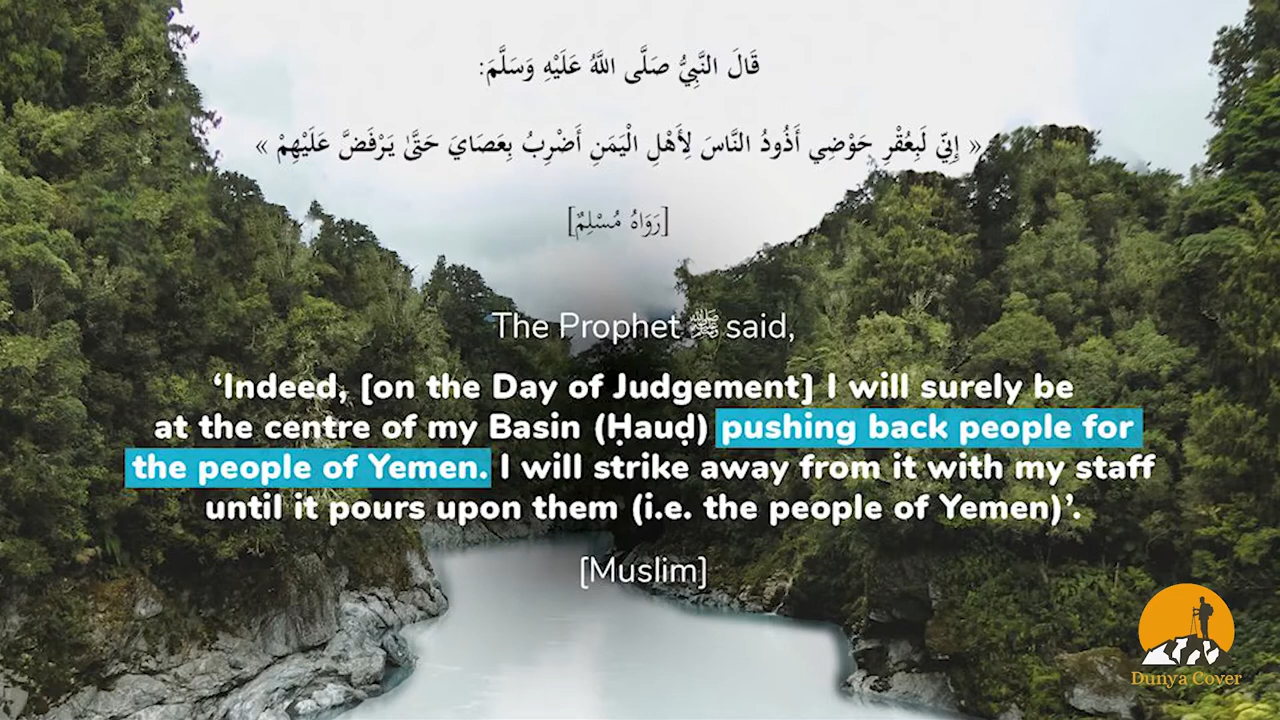 قَالَ النَّبِيُّ صَلَّى اللَّهُ عَلَيْهِ وَسَلَّمَ:
« إِنِّي لَبِعُقْرِ حَوْضِي أَذُودُ النَّاسَ لِأَهْلِ الْيَمَنِ أَضْرِبُ بِعَصَايَ حَتَّىٰ يَرْفَضَّ عَلَيْهِمْ »
[رَوَاهُ مُسْلِمٌ]
The Prophet ﷺ said,
‘Indeed, [on the Day of Judgement] I will surely be
at the centre of my Basin (Ḥauḍ) pushing back people for
the people of Yemen. I will strike away from it with my staff
until it pours upon them (i.e. the people of Yemen)’.
[Muslim]
Dunya Cover